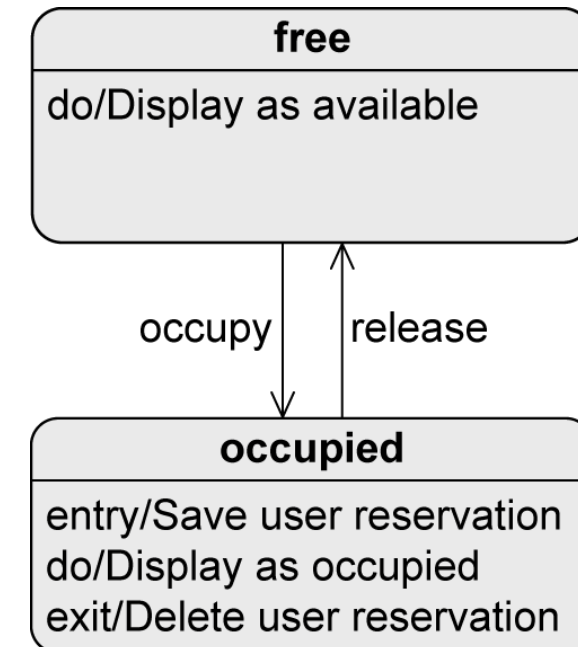 free
do/Display as available
occupy
release
occupied
entry/Save user reservation
do/Display as occupied
exit/Delete user reservation